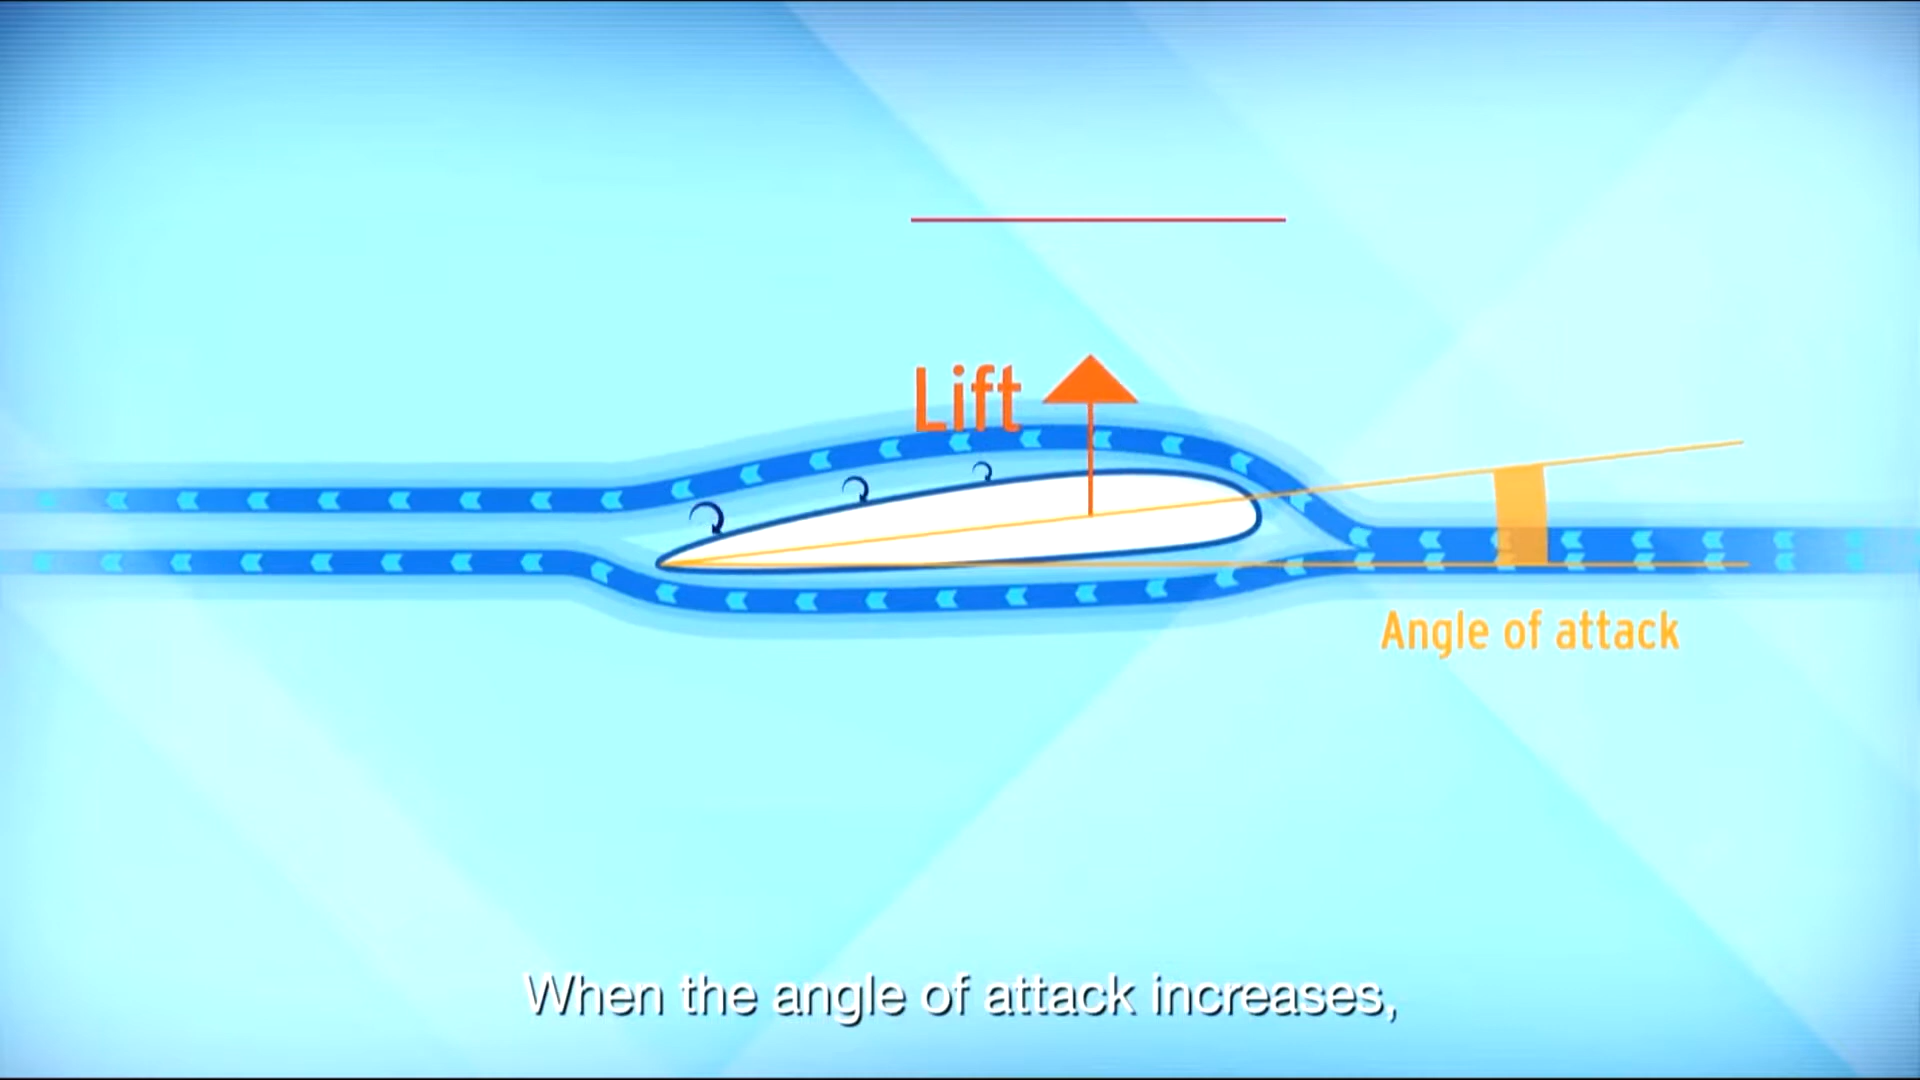 Lift
Angle of attack
When the angle of attack increases,